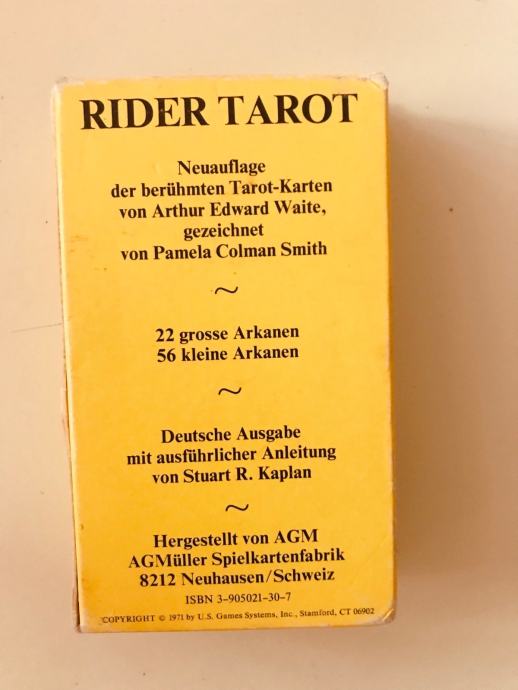 RIDER TAROT
Neuauflage
der berühmten Tarot-Karten
von Arthur Edward Waite,
gezeichnet
von Pamela Colman Smith
~
22 grosse Arkanen
56 kleine Arkanen
~
Deutsche Ausgabe
mit ausführlicher Anleitung
von Stuart R. Kaplan
~
Hergestellt von AGM
AGMüller Spielkartenfabrik
8212 Neuhausen/Schweiz
ISBN 3-905021-30-7
COPYRIGHT © 1971 by U.S. Games Systems, Inc., Stamford, CT 06902